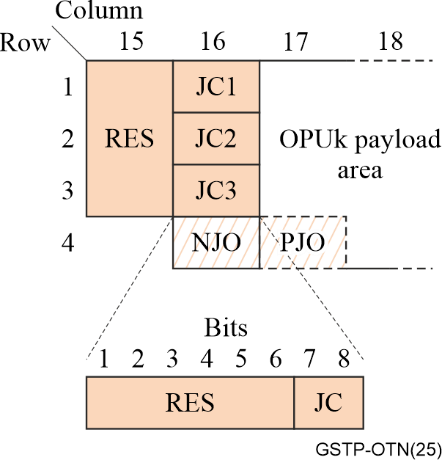 Column
Row 15 16 17 18
1 JC1
2 RES JC2 OPUk payload
area
3 JC3
4 NJO PJO
Bits
1 2 3 4 5 6 7 8
RES JC
GSTP-OTN(25)